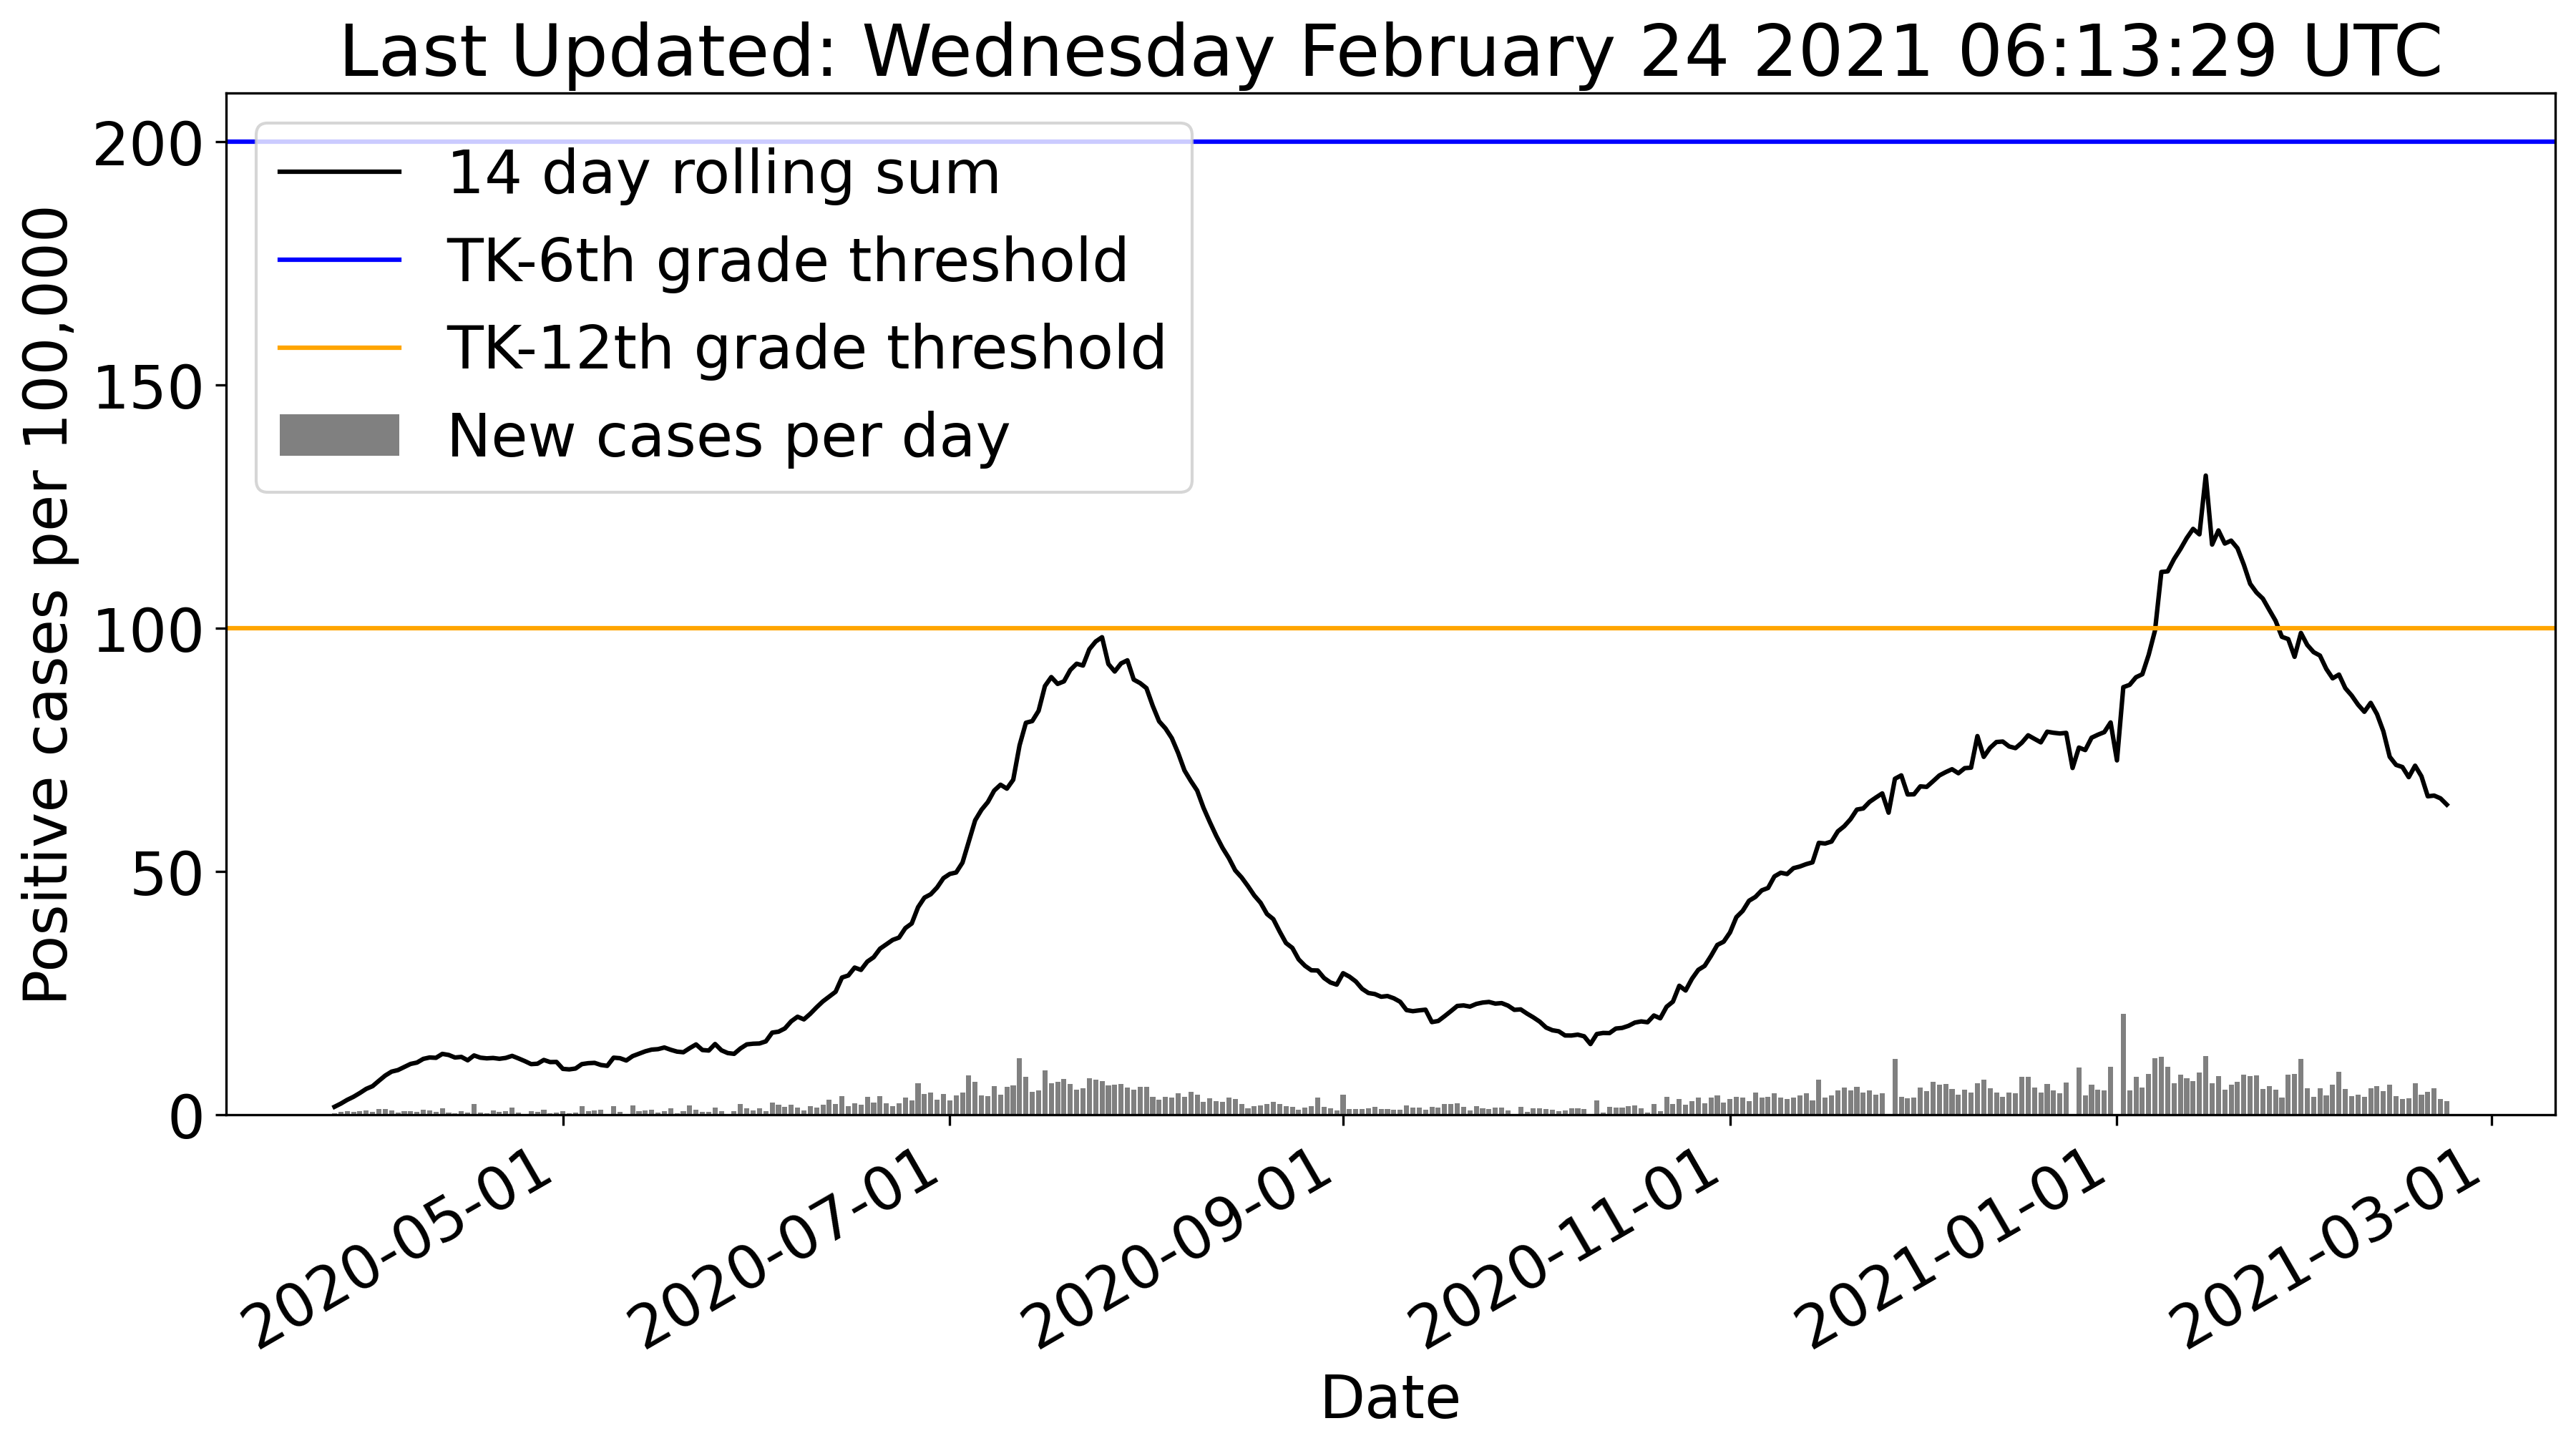 Last Updated: Wednesday February 24 2021 06:13:29 UTC
200
150
100
50
0
Positive cases per 100,000
14 day rolling sum
TK-6th grade threshold
TK-12th grade threshold
New cases per day
2020-05-01
2020-07-01
2020-09-01
2020-11-01
2021-01-01
2021-03-01
Date